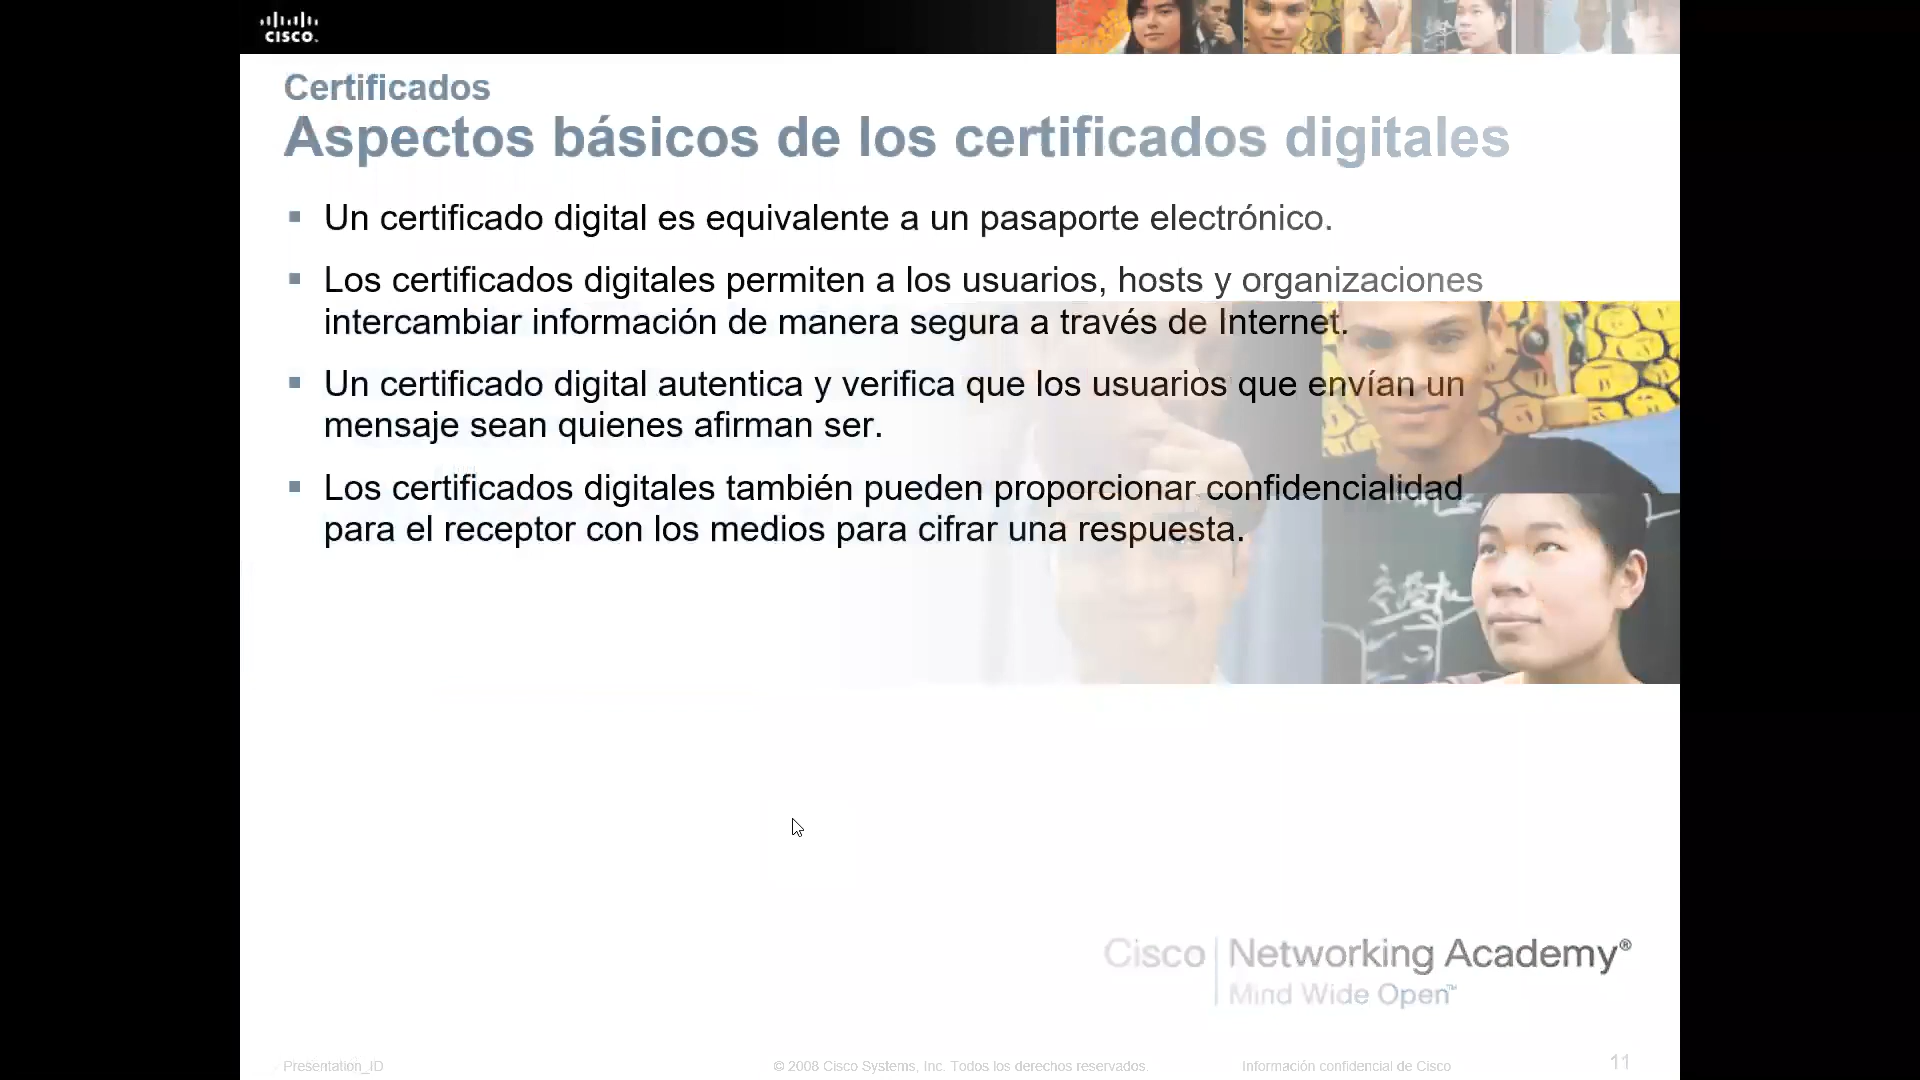 CISCO.
Certificados
Aspectos básicos de los certificados digitales
Un certificado digital es equivalente a un pasaporte electrónico.
Los certificados digitales permiten a los usuarios, hosts y organizaciones
intercambiar información de manera segura a través de Internet.
Un certificado digital autentica y verifica que los usuarios que envían un
mensaje sean quienes afirman ser.
Los certificados digitales también pueden proporcionar confidencialidad
para el receptor con los medios para cifrar una respuesta.
Cisco Networking Academy®
Mind Wide Open™
Presentation_ID © 2008 Cisco Systems, Inc. Todos los derechos reservados. Información confidencial de Cisco 11